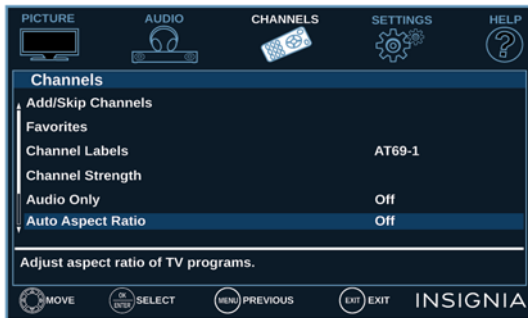 PICTURE AUDIO CHANNELS SETTINGS HELP
Channels
Add/Skip Channels
Favorites
Channel Labels AT69-1
Channel Strength
Audio Only Off
Auto Aspect Ratio Off
Adjust aspect ratio of TV programs.
MOVE OK ENTER SELECT MENU PREVIOUS EXIT EXIT INSIGNIA